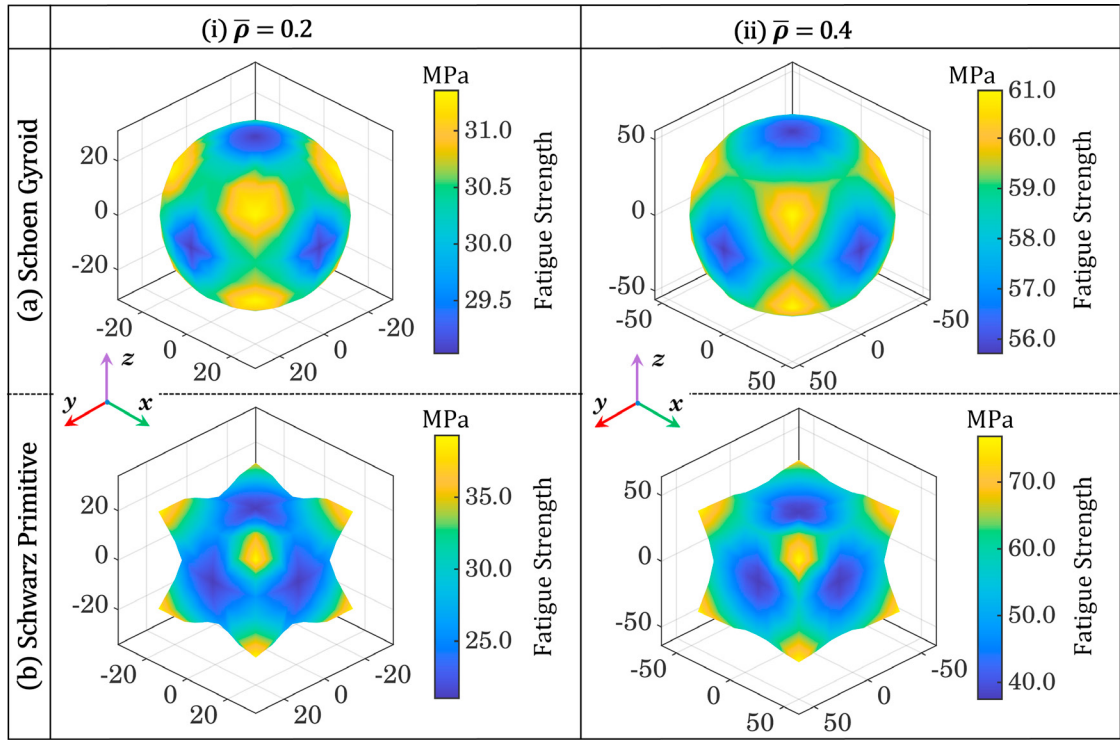 (i) ρ̅ = 0.2
(ii) ρ̅ = 0.4
(a) Schoen Gyroid
MPa
31.0
30.5
30.0
29.5
Fatigue Strength
20
0
-20
-20
0
20
20
0
-20
MPa
61.0
60.0
59.0
58.0
57.0
56.0
Fatigue Strength
50
0
-50
-50
0
50
50
0
-50
z
y
x
z
y
x
(b) Schwarz Primitive
MPa
35.0
30.0
25.0
Fatigue Strength
20
0
-20
-20
0
20
20
0
-20
MPa
70.0
60.0
50.0
40.0
Fatigue Strength
50
0
-50
-50
0
50
50
0
-50